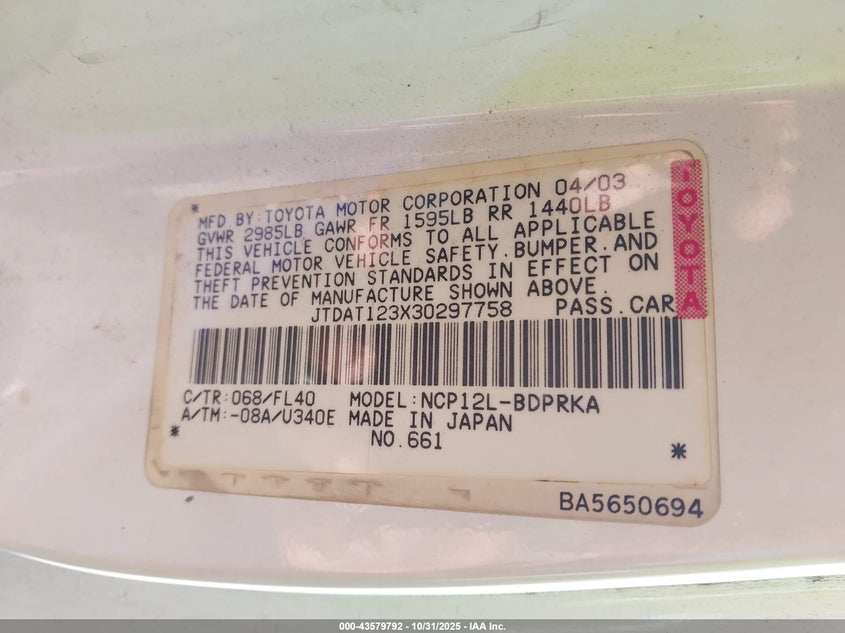 * MFD BY:TOYOTA MOTOR CORPORATION 04/03
GVWR 2985LB GAWR FR 1595LB RR 1440LB
THIS VEHICLE CONFORMS TO ALL APPLICABLE
FEDERAL MOTOR VEHICLE SAFETY,BUMPER,AND
THEFT PREVENTION STANDARDS IN EFFECT ON
THE DATE OF MANUFACTURE SHOWN ABOVE.
JTDAT123X30297758 PASS.CAR
TOYOTA
C/TR:068/FL40 MODEL:NCP12L-BDPRKA
A/TM:-08A/U340E MADE IN JAPAN
* NO.661 *
BA5650694
000-43579792 - 10/31/2025 - IAA Inc.